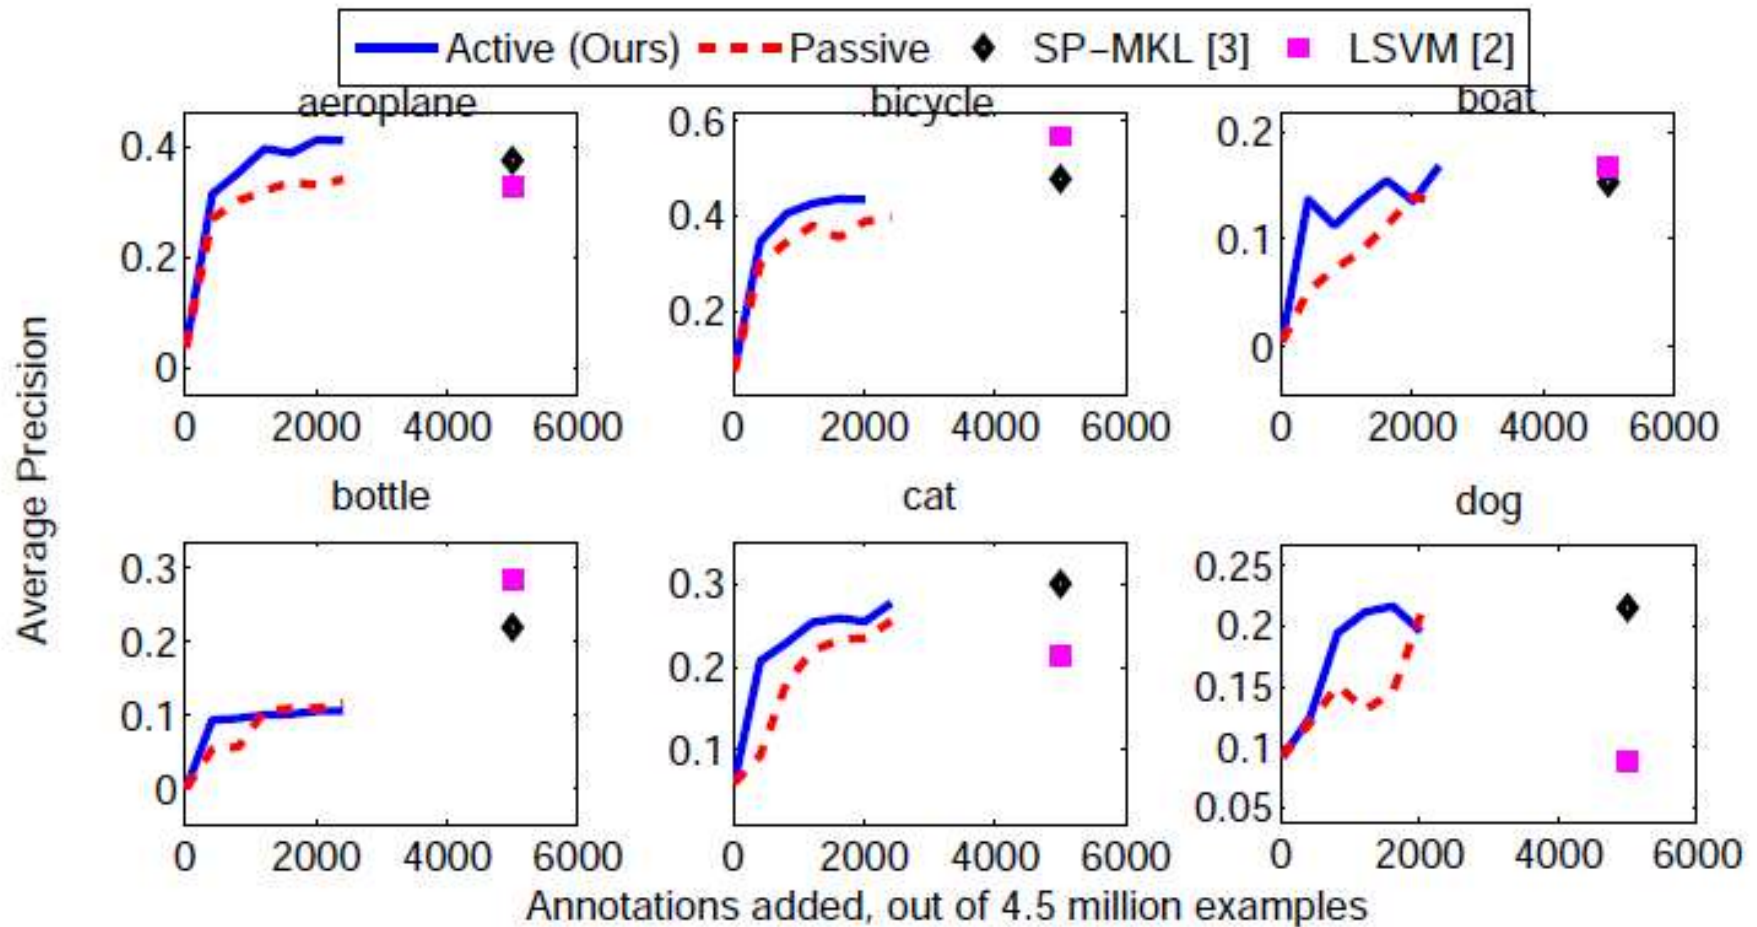 Active (Ours) Passive SP-MKL [3] LSVM [2]
aeroplane bicycle boat
0.4 0.6 0.2
0.2 0.4 0.1
0 0.2 0
0 2000 4000 6000 0 2000 4000 6000 0 2000 4000 6000
bottle cat dog
0.3 0.3 0.25
0.2 0.2 0.2
0.1 0.1 0.15
0 0.1
0.05
0 2000 4000 6000 0 2000 4000 6000 0 2000 4000 6000
Average Precision
Annotations added, out of 4.5 million examples